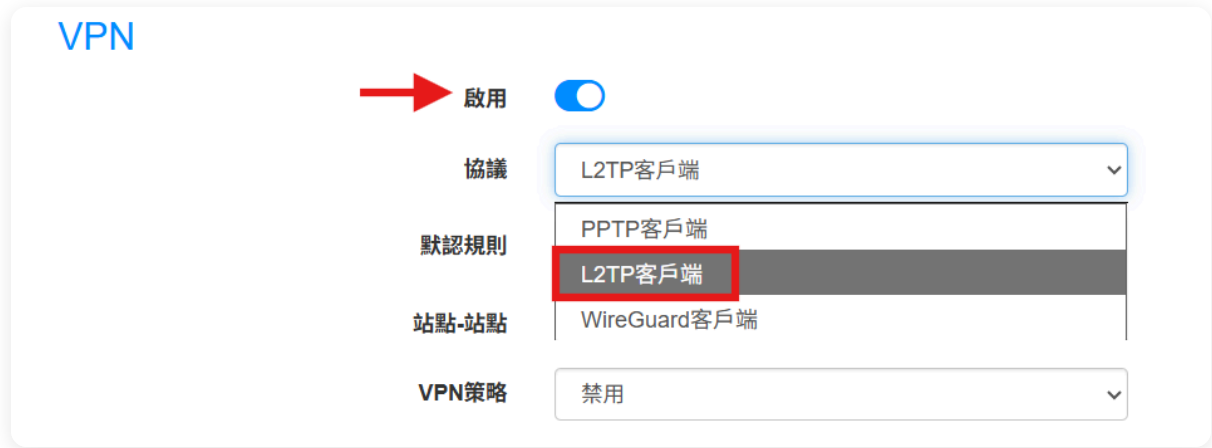 VPN
啟用
協議
L2TP客戶端
PPTP客戶端
默認規則
L2TP客戶端
站點-站點
WireGuard客戶端
VPN策略
禁用